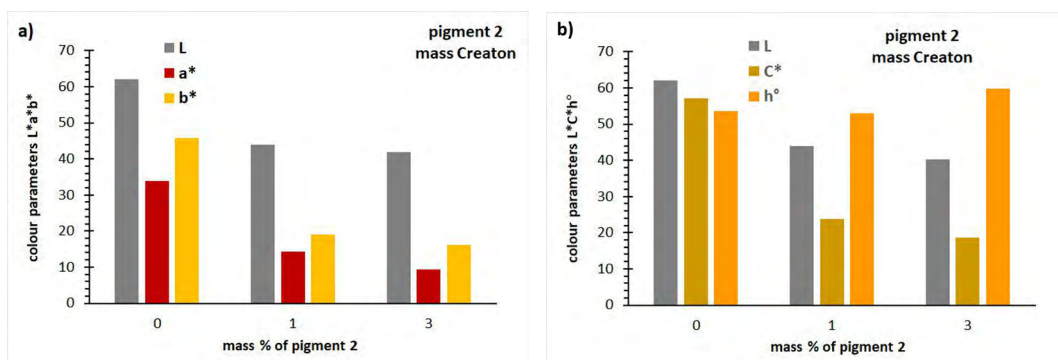 a)
pigment 2
mass Creaton
L
a*
b*
colour parameters L*a*b*
70
60
50
40
30
20
10
0
0 1 3
mass % of pigment 2
b)
pigment 2
mass Creaton
L
C*
h°
colour parameters L*C*h°
70
60
50
40
30
20
10
0
0 1 3
mass % of pigment 2